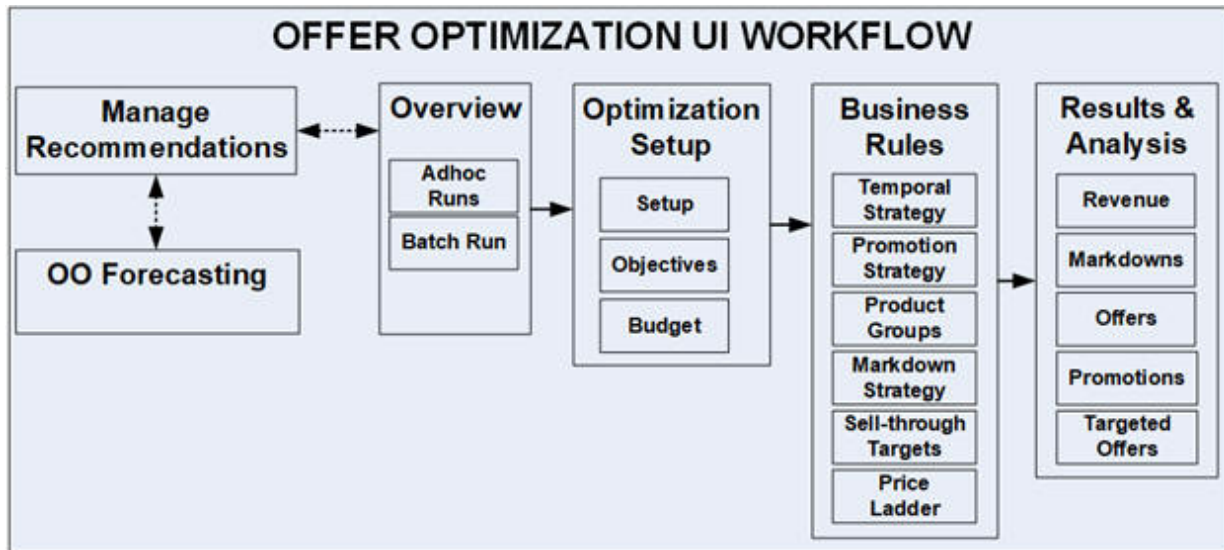 OFFER OPTIMIZATION UI WORKFLOW
Manage
Recommendations
OO Forecasting
Overview
Adhoc
Runs
Batch Run
Optimization
Setup
Setup
Objectives
Budget
Business
Rules
Temporal
Strategy
Promotion
Strategy
Product
Groups
Markdown
Strategy
Sell-through
Targets
Price
Ladder
Results &
Analysis
Revenue
Markdowns
Offers
Promotions
Targeted
Offers